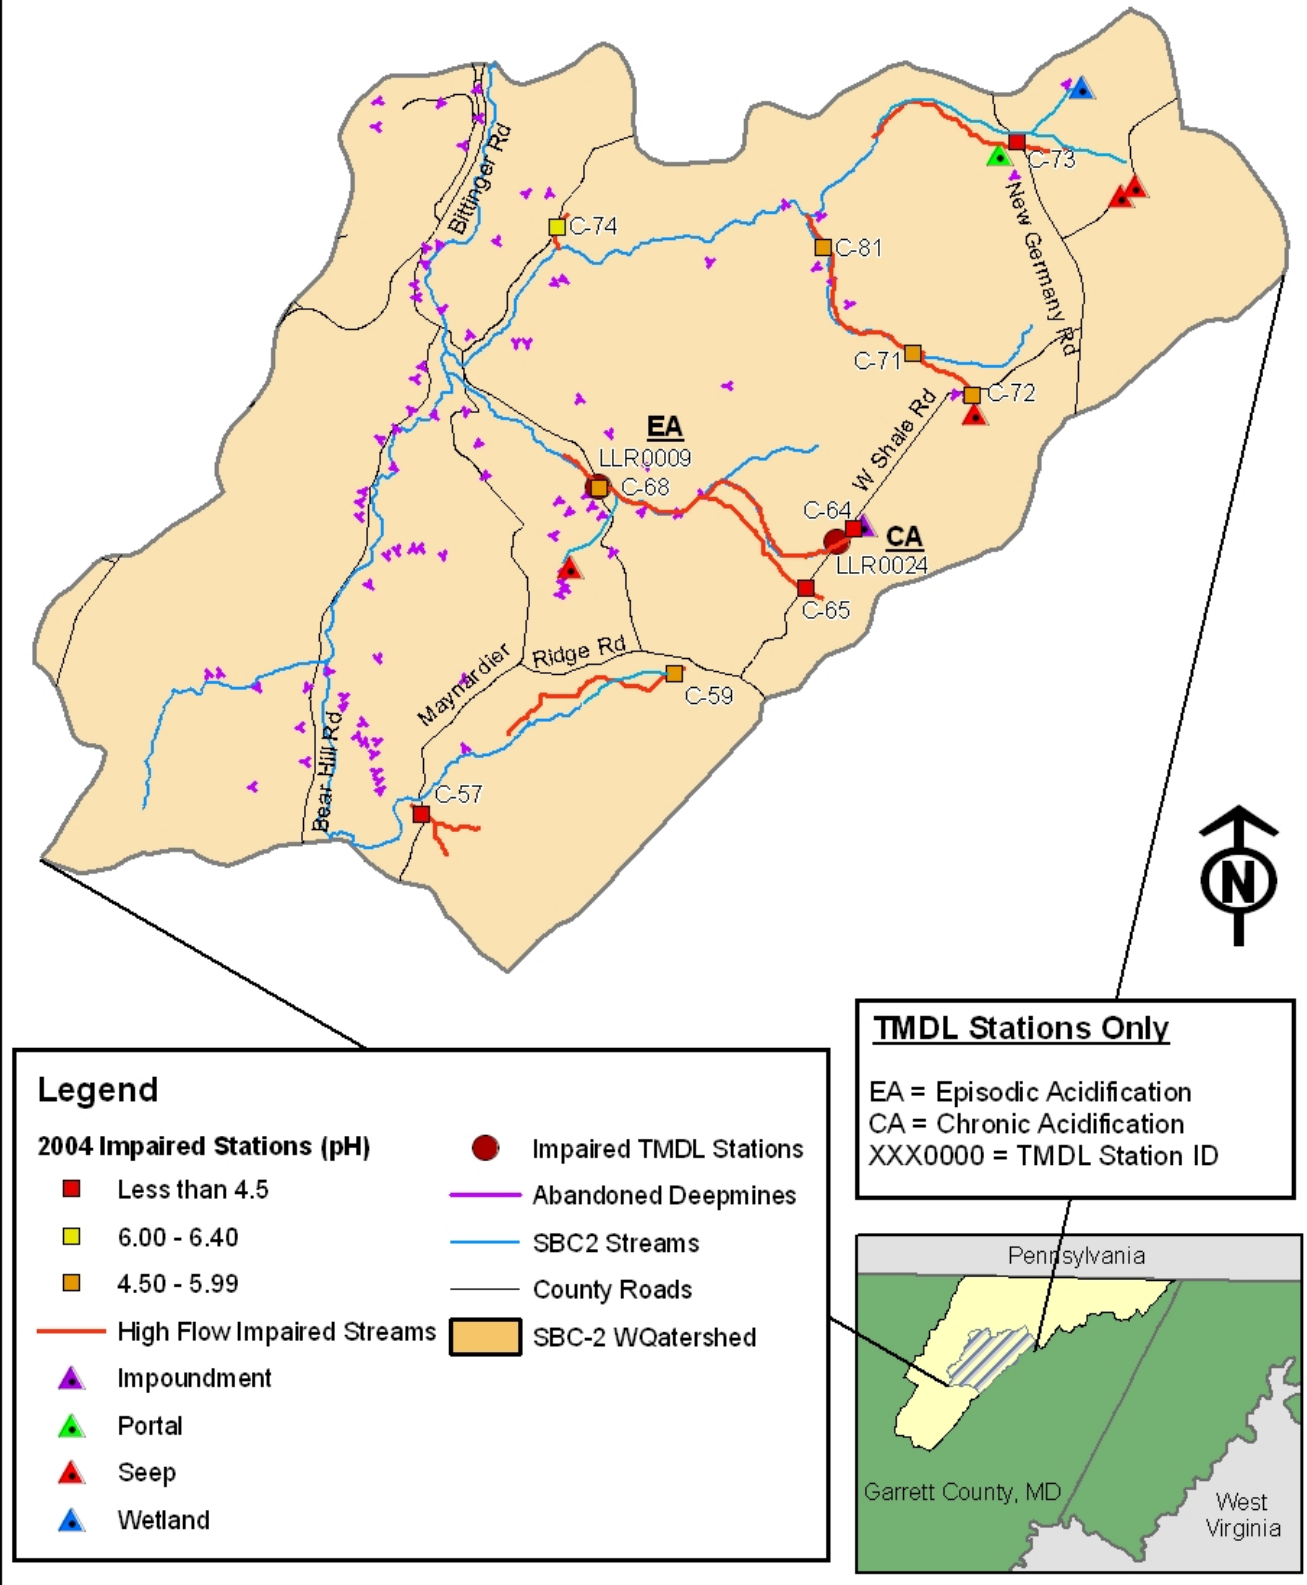 Bittinger Rd
C-74
C-73
C-81
New Germany Rd
C-71
C-72
W Shale Rd
EA
LLR0009
C-68
C-64
CA
LLR0024
C-65
Maynardier
Ridge Rd
C-59
Bear Hill Rd
C-57
N
TMDL Stations Only
EA = Episodic Acidification
CA = Chronic Acidification
XXX0000 = TMDL Station ID
Legend
2004 Impaired Stations (pH)
Less than 4.5
6.00 - 6.40
4.50 - 5.99
High Flow Impaired Streams
Impoundment
Portal
Seep
Wetland
Impaired TMDL Stations
Abandoned Deepmines
SBC2 Streams
County Roads
SBC-2 WQatershed
Pennsylvania
Garrett County, MD
West
Virginia